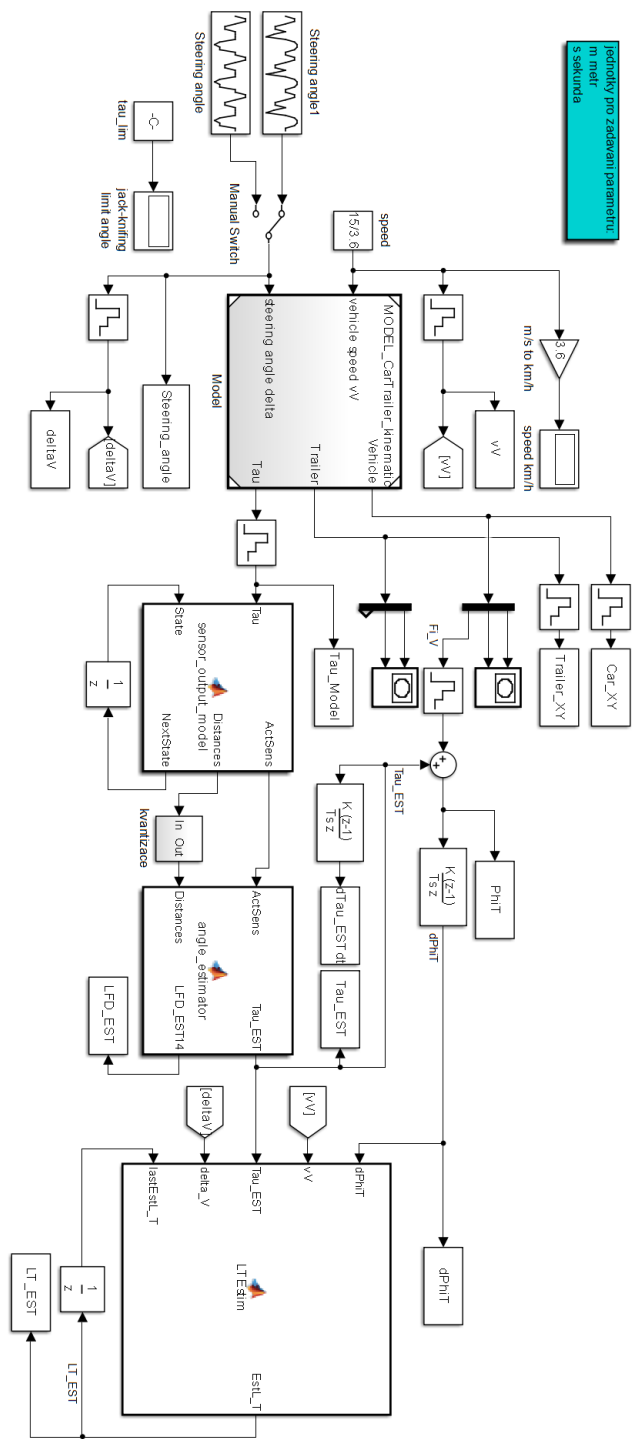 jednotky pro zadavani parametru:
m metr
s sekunda
Steering angle1
Steering angle
Manual Switch
-C-
tau_lim
jack-knifing
limit angle
speed
15/3.6
3.6
m/s to km/h
speed km/h
vV
[vV]
MODEL_CarTrailer_kinematic
vehicle speed vV
steering angle delta
Vehicle
Trailer
Tau
Model
Steering_angle
[deltaV]
deltaV
Car_XY
Trailer_XY
Fi_V
Tau_Model
Tau
State
sensor_output_model
ActSens
Distances
NextState
1
z
kvantizace
In
Out
Tau_EST
K (z-1)
Ts z
dTau_EST dt
Tau_EST
PhiT
K (z-1)
Ts z
dPhiT
ActSens
Distances
angle_estimator
Tau_EST
LFD_EST14
LFD_EST
[vV]
[deltaV]
dPhiT
dPhiT
vV
Tau_EST
delta_V
lastEstL_T
LTEstim
EstL_T
1
z
LT_EST
LT_EST